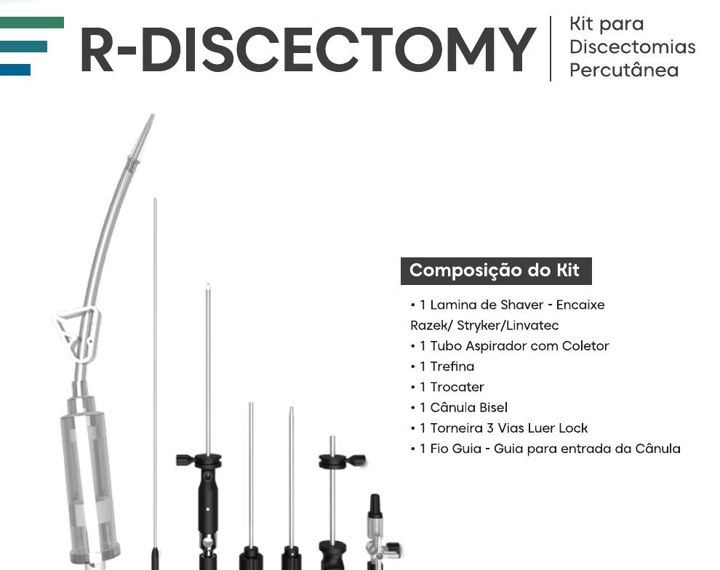 R-DISCECTOMY
Kit para
Discectomias
Percutânea
Composição do Kit
• 1 Lamina de Shaver - Encaixe
Razek/ Stryker/Linvatec
• 1 Tubo Aspirador com Coletor
• 1 Trefina
• 1 Trocater
• 1 Cânula Bisel
• 1 Torneira 3 Vias Luer Lock
• 1 Fio Guia - Guia para entrada da Cânula